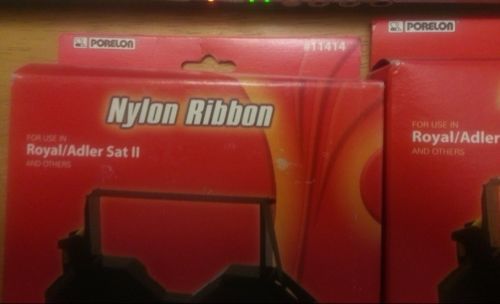 PORELON
#11414
Nylon Ribbon
FOR USE IN
Royal/Adler Sat II
AND OTHERS
PORELON
FOR USE IN
Royal/Adler
AND OTHERS